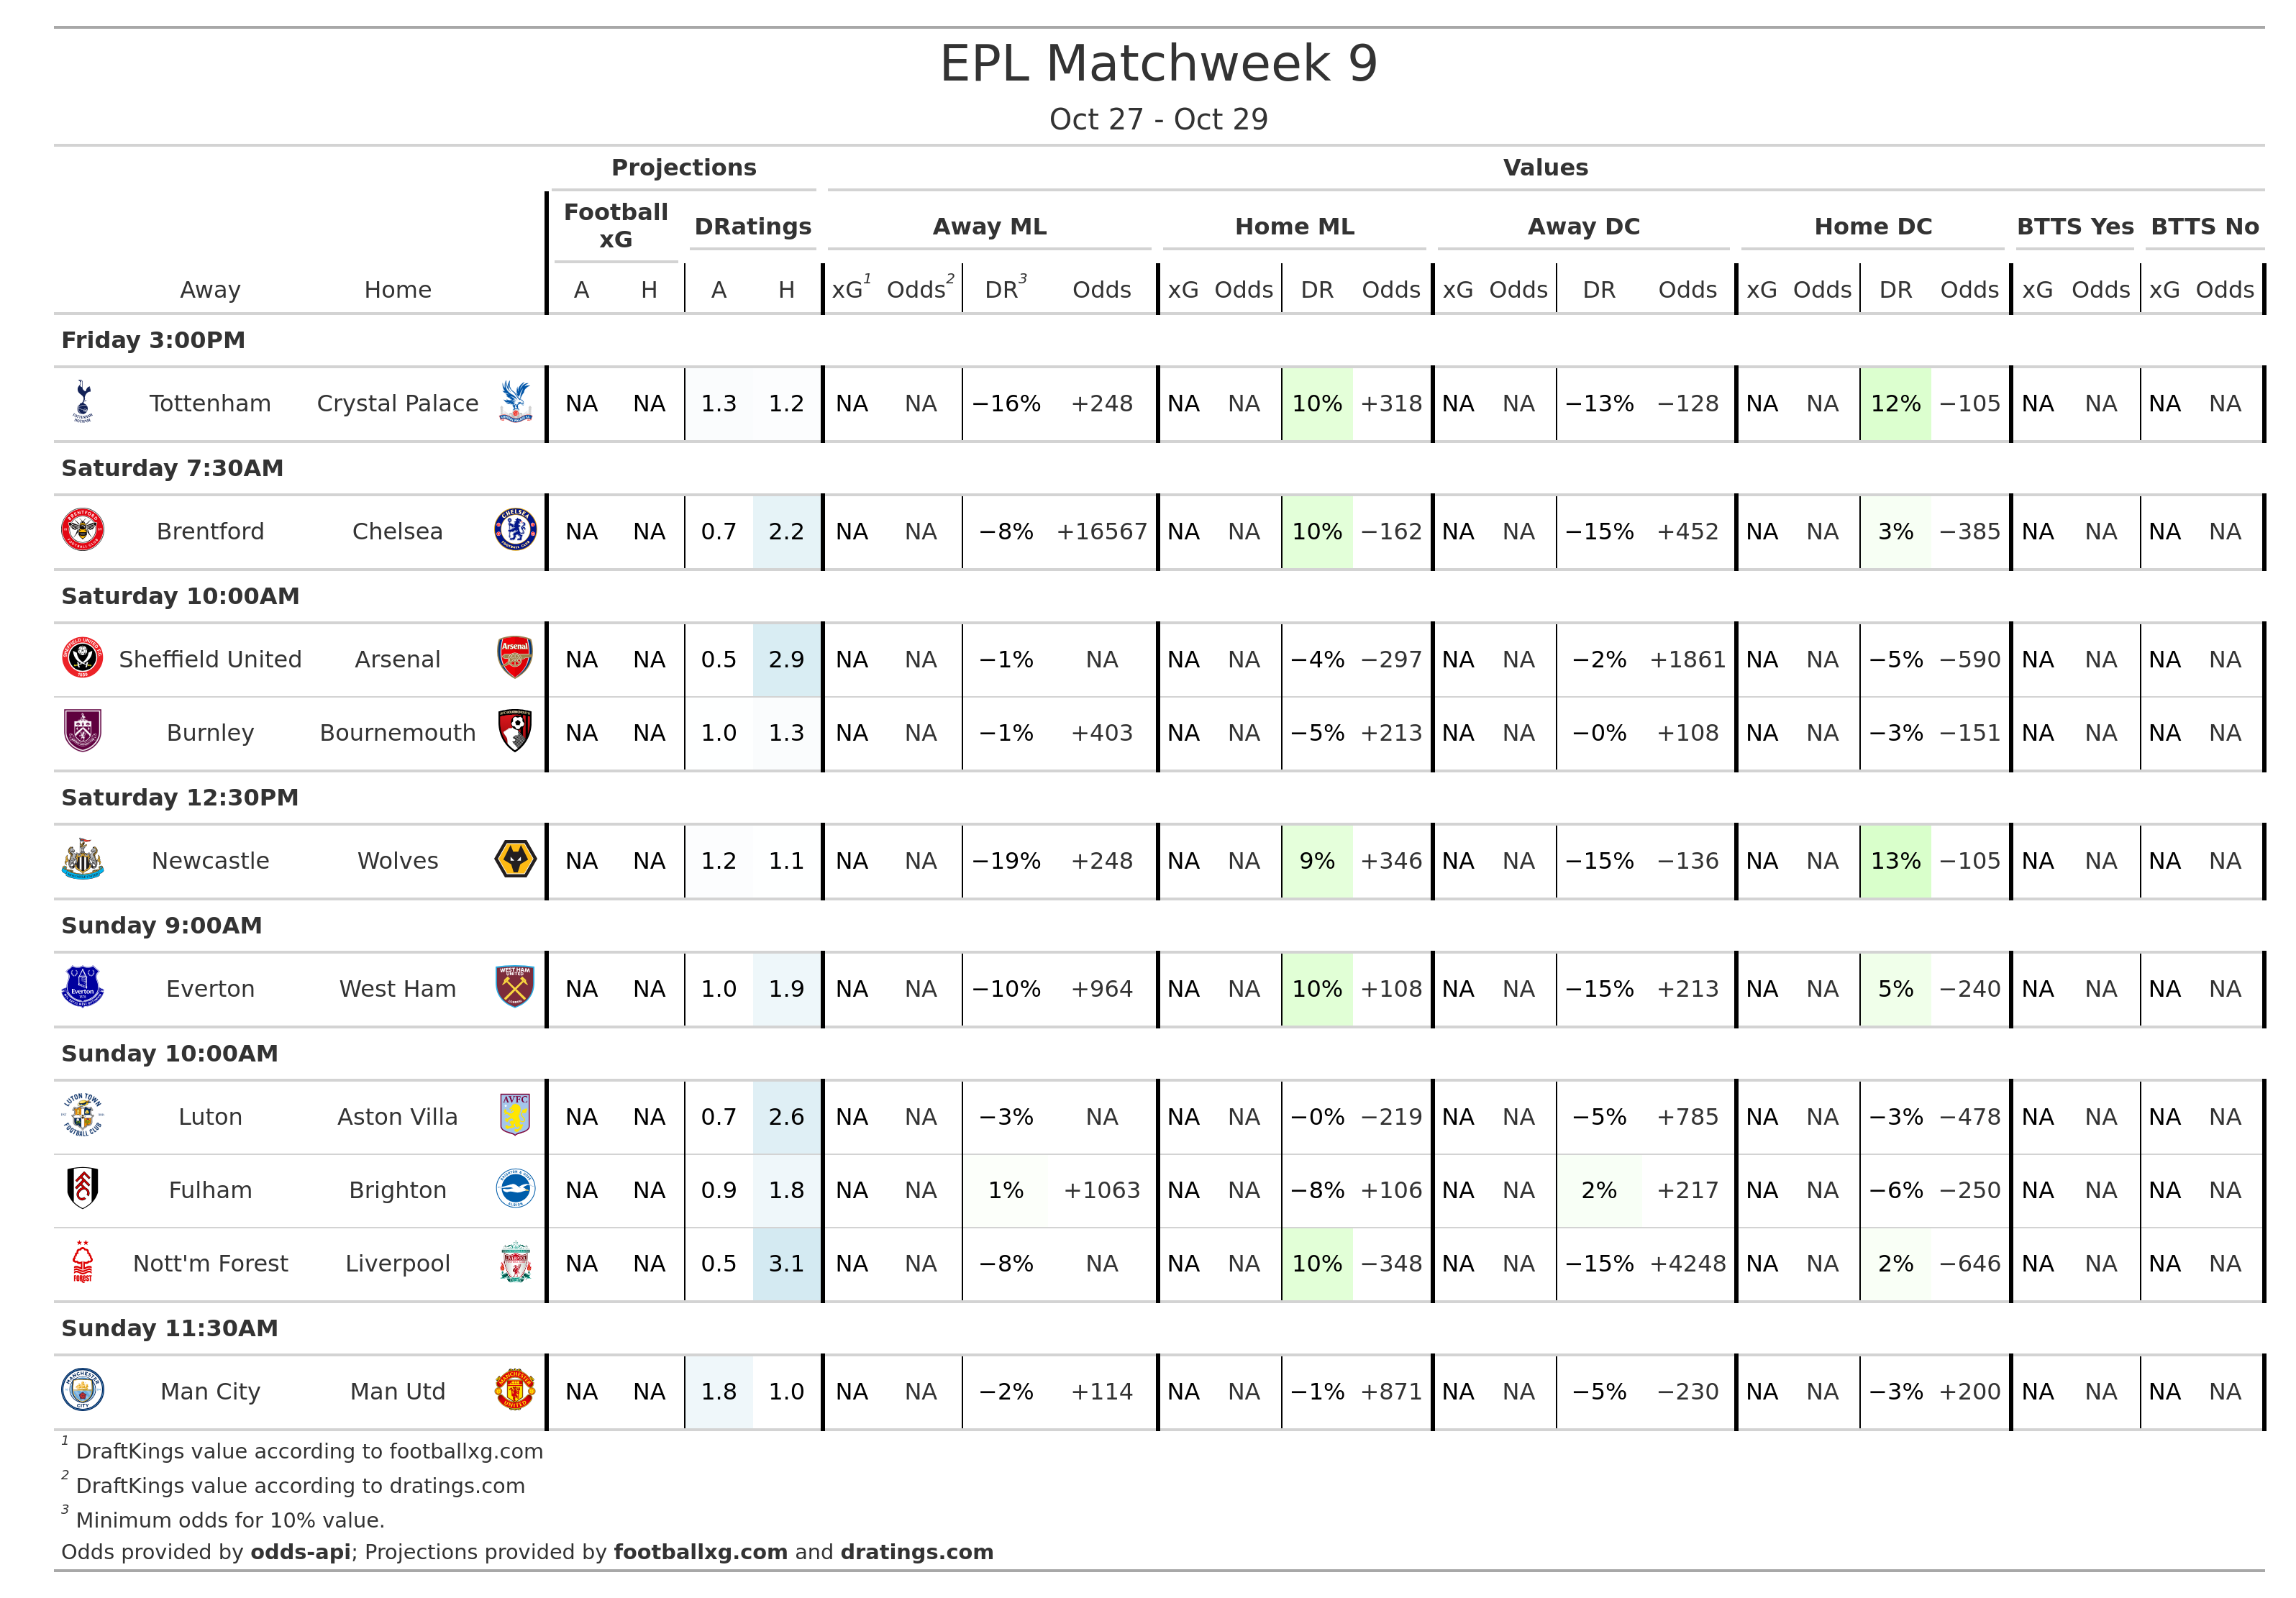 EPL Matchweek 9
Oct 27 - Oct 29
Projections Values
Football xG DRatings Away ML Home ML Away DC Home DC BTTS Yes BTTS No
Away Home A H A H xG1 Odds2 DR3 Odds xG Odds DR Odds xG Odds DR Odds xG Odds DR Odds xG Odds xG Odds
Friday 3:00PM
Tottenham Crystal Palace NA NA 1.3 1.2 NA NA −16% +248 NA NA 10% +318 NA NA −13% −128 NA NA 12% −105 NA NA NA NA
Saturday 7:30AM
Brentford Chelsea NA NA 0.7 2.2 NA NA −8% +16567 NA NA 10% −162 NA NA −15% +452 NA NA 3% −385 NA NA NA NA
Saturday 10:00AM
Sheffield United Arsenal NA NA 0.5 2.9 NA NA −1% NA NA NA −4% −297 NA NA −2% +1861 NA NA −5% −590 NA NA NA NA
Burnley Bournemouth NA NA 1.0 1.3 NA NA −1% +403 NA NA −5% +213 NA NA −0% +108 NA NA −3% −151 NA NA NA NA
Saturday 12:30PM
Newcastle Wolves NA NA 1.2 1.1 NA NA −19% +248 NA NA 9% +346 NA NA −15% −136 NA NA 13% −105 NA NA NA NA
Sunday 9:00AM
Everton West Ham NA NA 1.0 1.9 NA NA −10% +964 NA NA 10% +108 NA NA −15% +213 NA NA 5% −240 NA NA NA NA
Sunday 10:00AM
Luton Aston Villa NA NA 0.7 2.6 NA NA −3% NA NA NA −0% −219 NA NA −5% +785 NA NA −3% −478 NA NA NA NA
Fulham Brighton NA NA 0.9 1.8 NA NA 1% +1063 NA NA −8% +106 NA NA 2% +217 NA NA −6% −250 NA NA NA NA
Nott'm Forest Liverpool NA NA 0.5 3.1 NA NA −8% NA NA NA 10% −348 NA NA −15% +4248 NA NA 2% −646 NA NA NA NA
Sunday 11:30AM
Man City Man Utd NA NA 1.8 1.0 NA NA −2% +114 NA NA −1% +871 NA NA −5% −230 NA NA −3% +200 NA NA NA NA
1 DraftKings value according to footballxg.com
2 DraftKings value according to dratings.com
3 Minimum odds for 10% value.
Odds provided by odds-api; Projections provided by footballxg.com and dratings.com